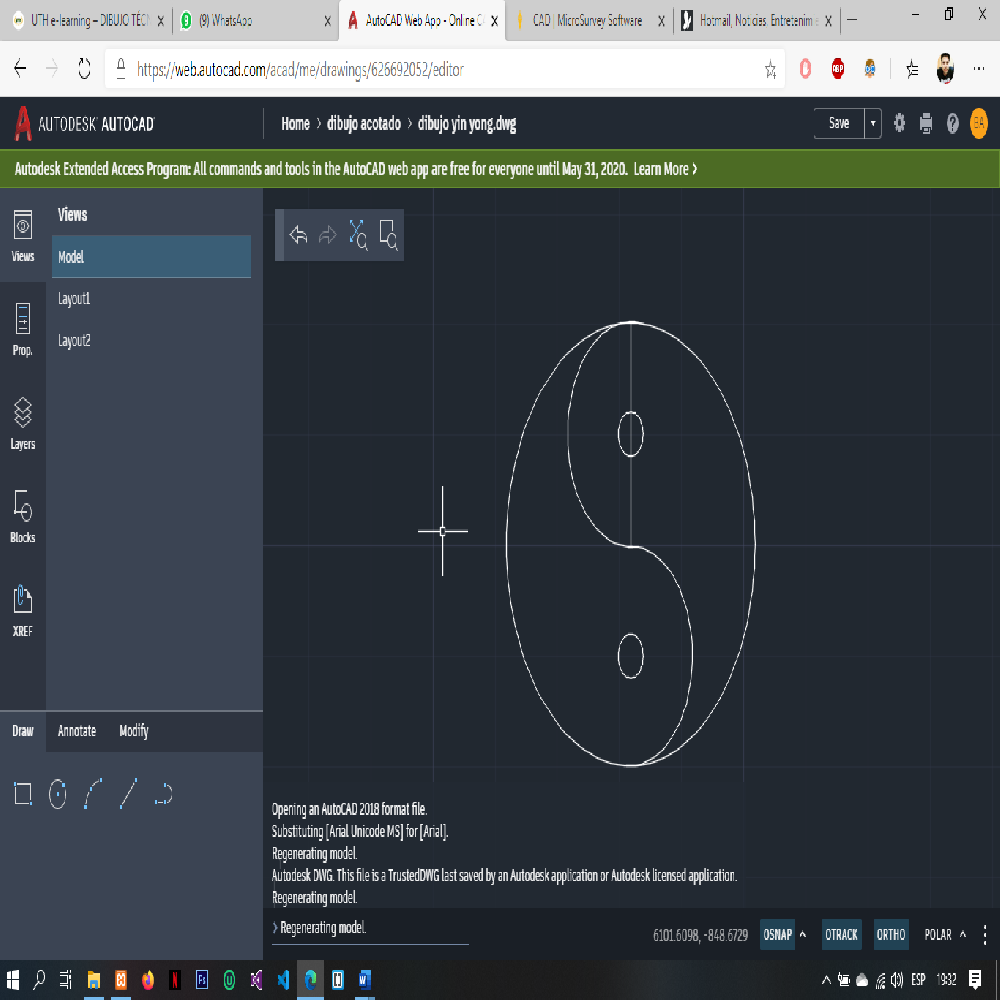 UTH e-learning – DIBUJO TÉCN
(9) WhatsApp
AutoCAD Web App - Online C
CAD | MicroSurvey Software
Hotmail, Noticias, Entretenim
https://web.autocad.com/acad/me/drawings/626692052/editor
ABP
AUTODESK® AUTOCAD®
Home > dibujo acotado > dibujo yin yong.dwg
Save
Autodesk Extended Access Program: All commands and tools in the AutoCAD web app are free for everyone until May 31, 2020. Learn More >
Views
Views
Model
Layout1
Layout2
Prop.
Layers
Blocks
XREF
Draw
Annotate
Modify
Opening an AutoCAD 2018 format file.
Substituting [Arial Unicode MS] for [Arial].
Regenerating model.
Autodesk DWG. This file is a TrustedDWG last saved by an Autodesk application or Autodesk licensed application.
Regenerating model.
> Regenerating model.
6101.6098, -848.6729
OSNAP
OTRACK
ORTHO
POLAR
ESP
19:32